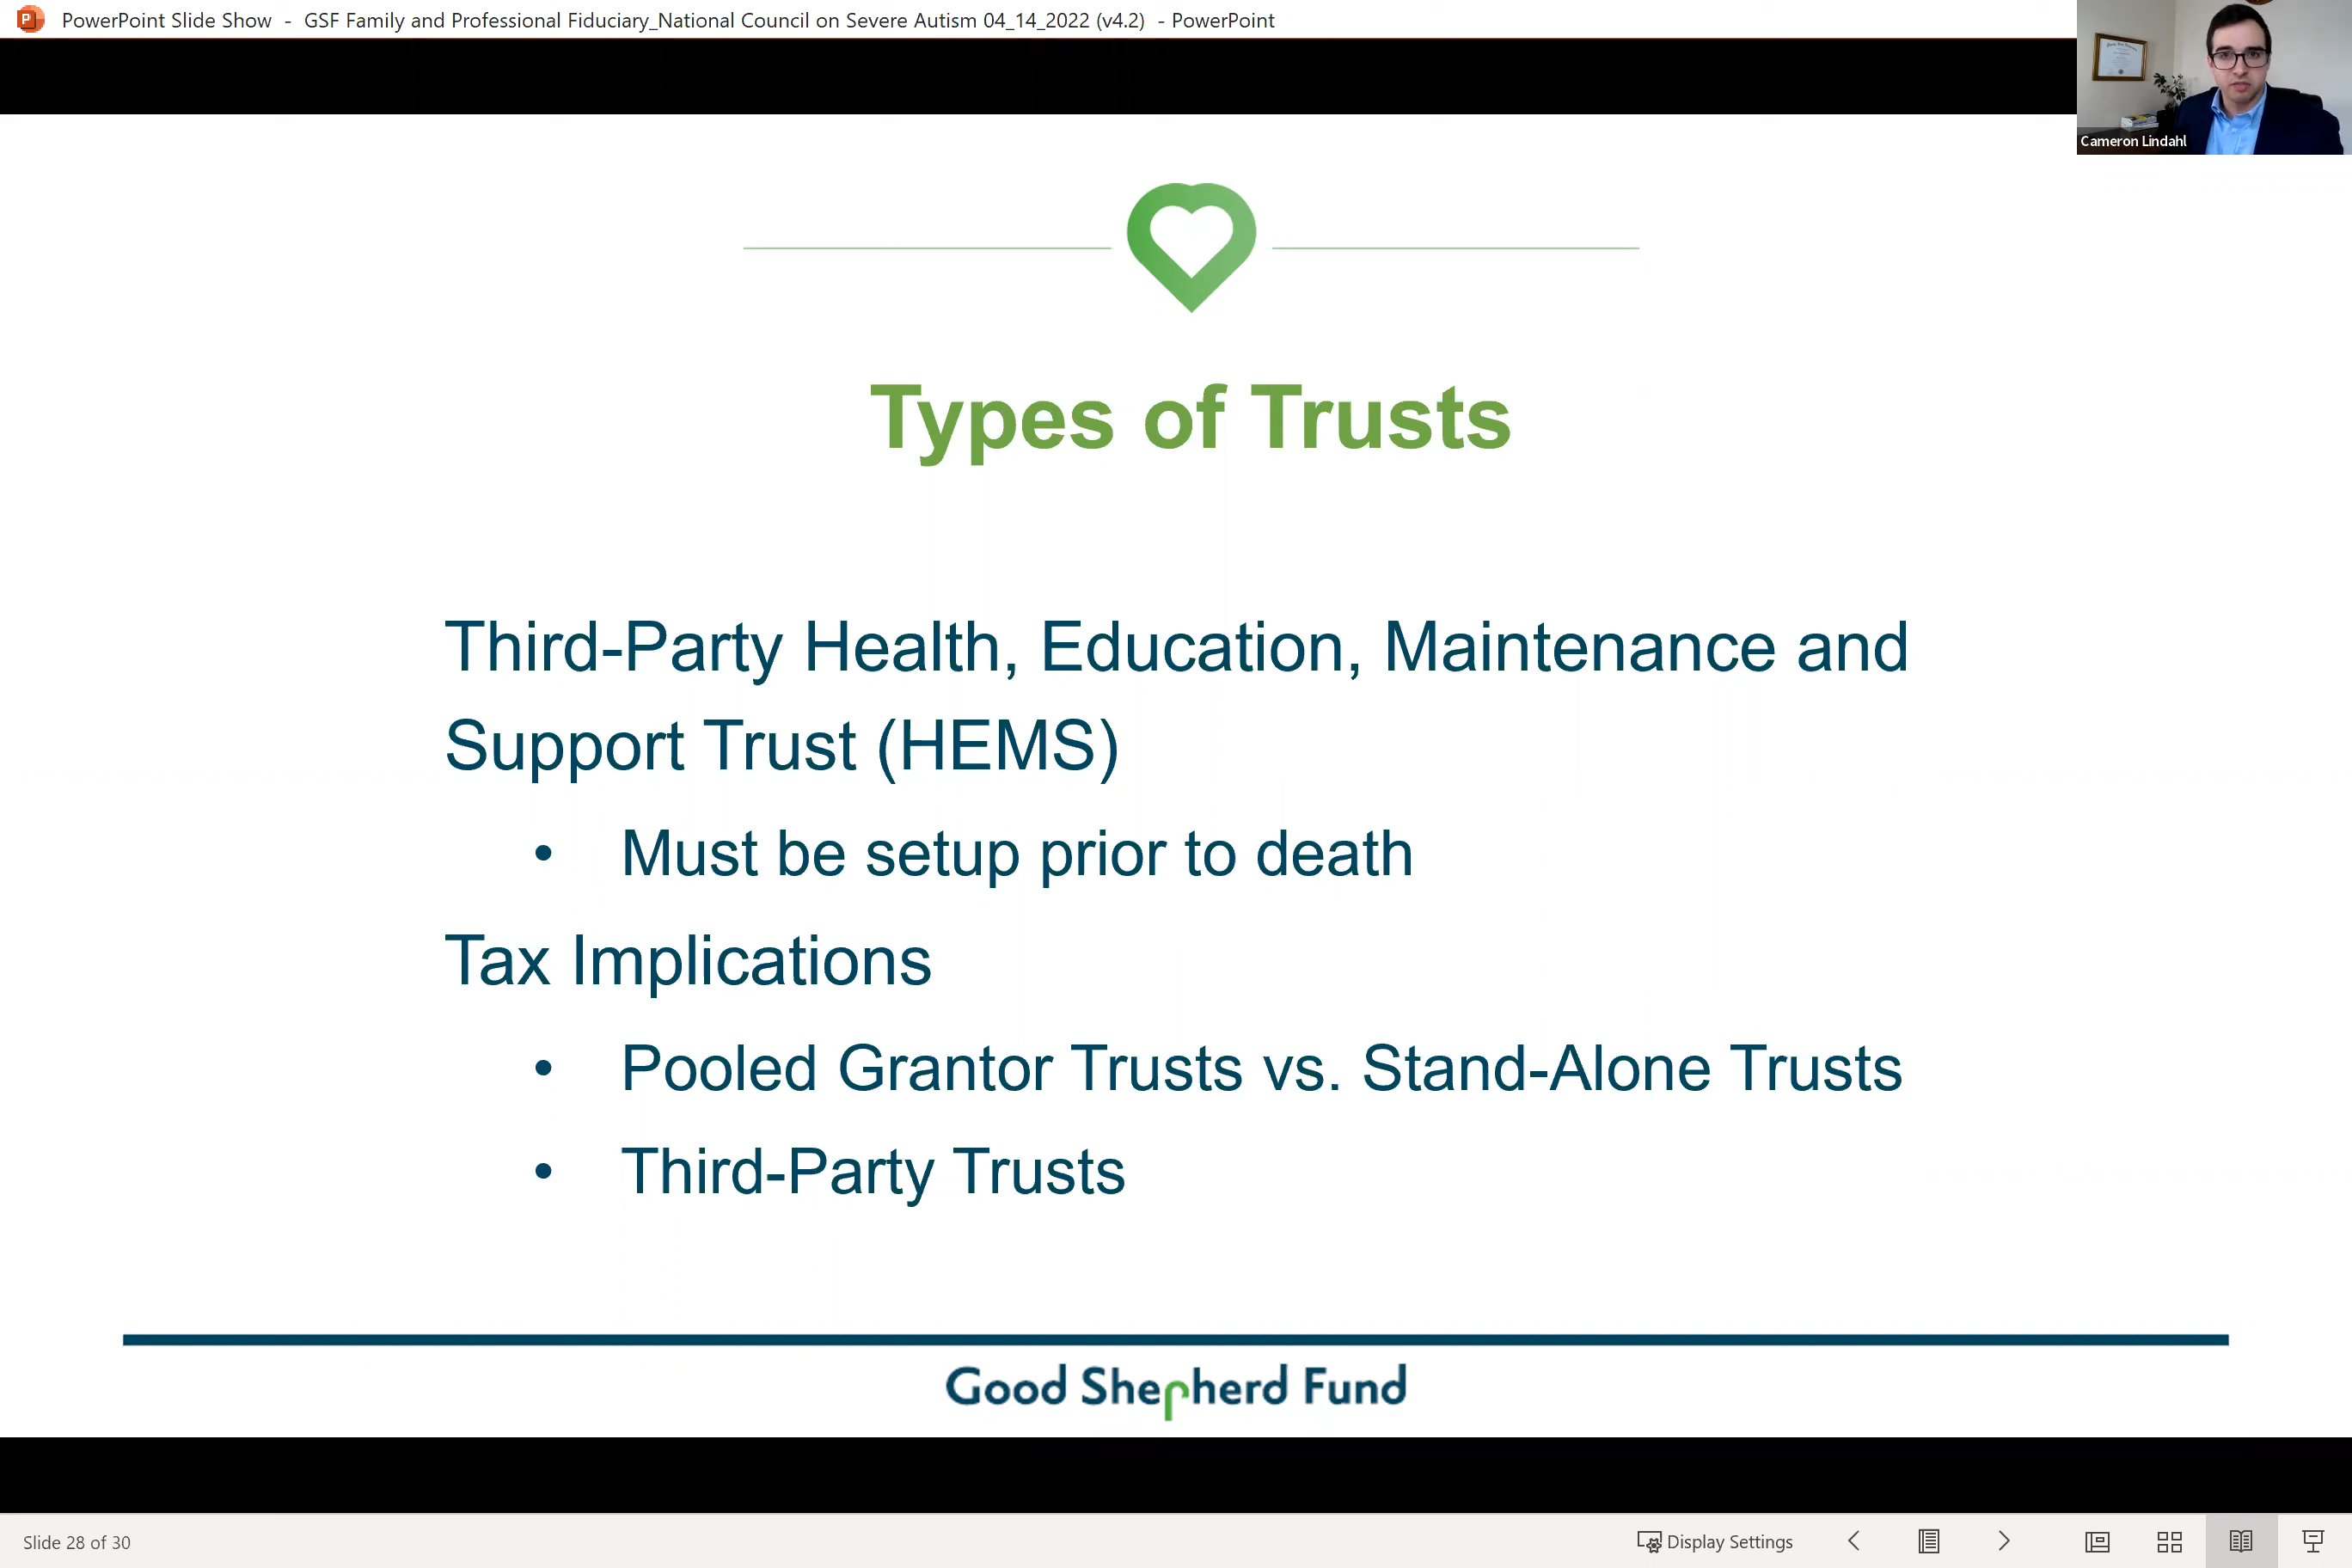 PowerPoint Slide Show - GSF Family and Professional Fiduciary_National Council on Severe Autism 04_14_2022 (v4.2) - PowerPoint
Cameron Lindahl
Types of Trusts
Third-Party Health, Education, Maintenance and
Support Trust (HEMS)
• Must be setup prior to death
Tax Implications
• Pooled Grantor Trusts vs. Stand-Alone Trusts
• Third-Party Trusts
Good Shepherd Fund
Slide 28 of 30
Display Settings